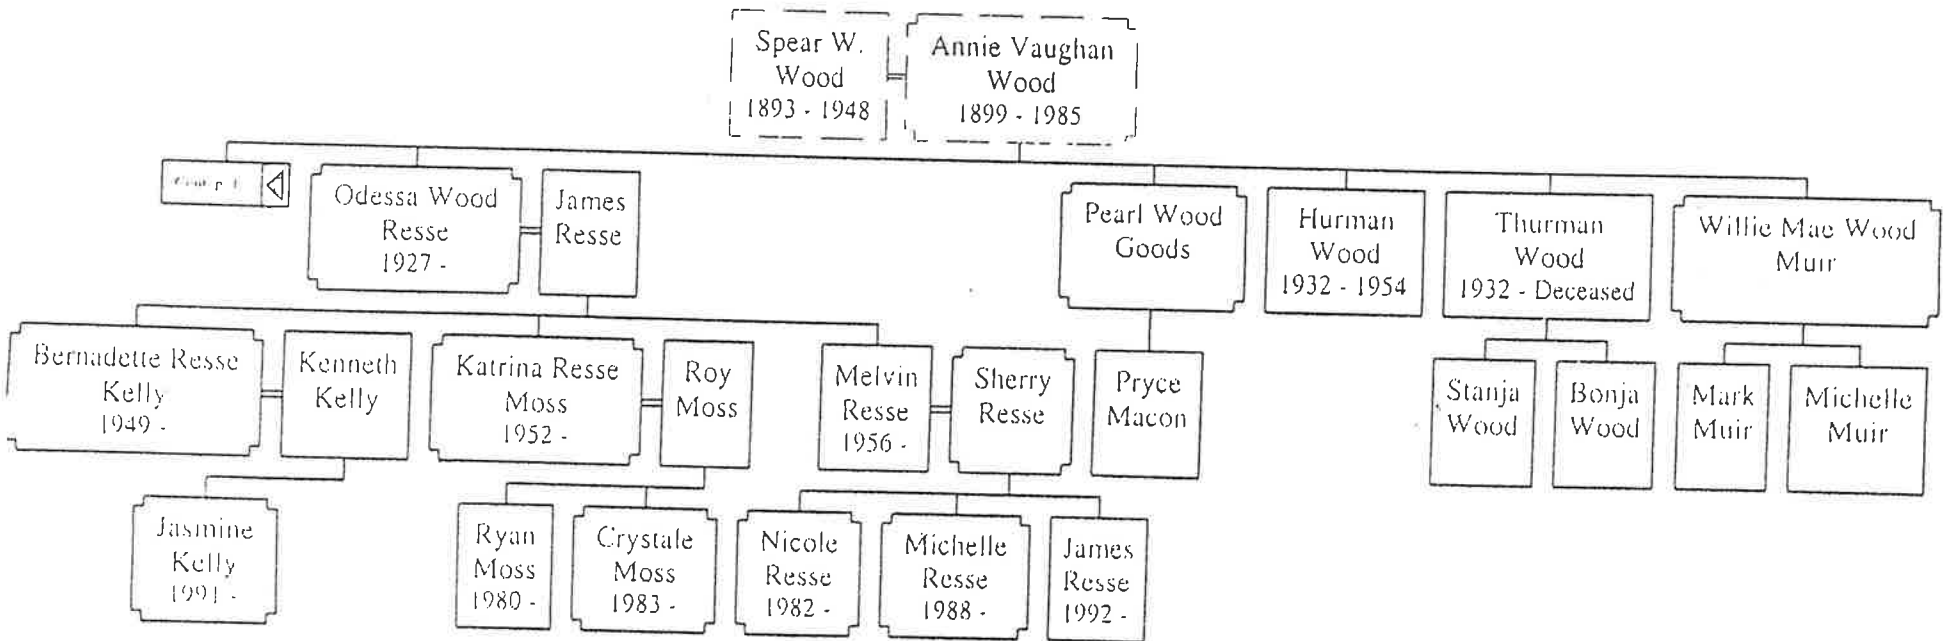 Spear W.
Wood
1893 - 1948
Annie Vaughan
Wood
1899 - 1985
Odessa Wood
Resse
1927 -
James
Resse
Pearl Wood
Goods
Hurman
Wood
1932 - 1954
Thurman
Wood
1932 - Deceased
Willie Mae Wood
Muir
Bernadette Resse
Kelly
1949 -
Kenneth
Kelly
Katrina Resse
Moss
1952 -
Roy
Moss
Melvin
Resse
1956 -
Sherry
Resse
Pryce
Macon
Stanja
Wood
Bonja
Wood
Mark
Muir
Michelle
Muir
Jasmine
Kelly
1991 -
Ryan
Moss
1980 -
Crystale
Moss
1983 -
Nicole
Resse
1982 -
Michelle
Resse
1988 -
James
Resse
1992 -